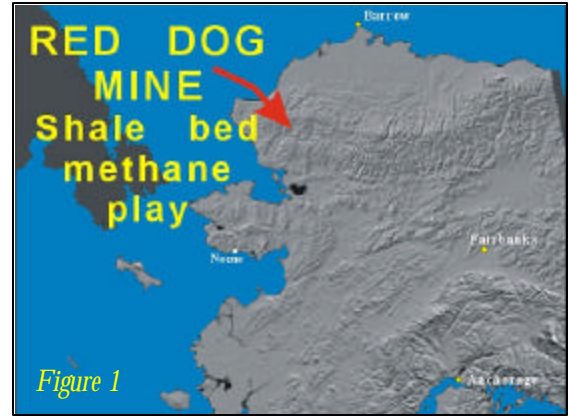 Barrow
RED DOG
MINE
Shale bed
methane
play
Fairbanks
Nome
Figure 1
Anchorage